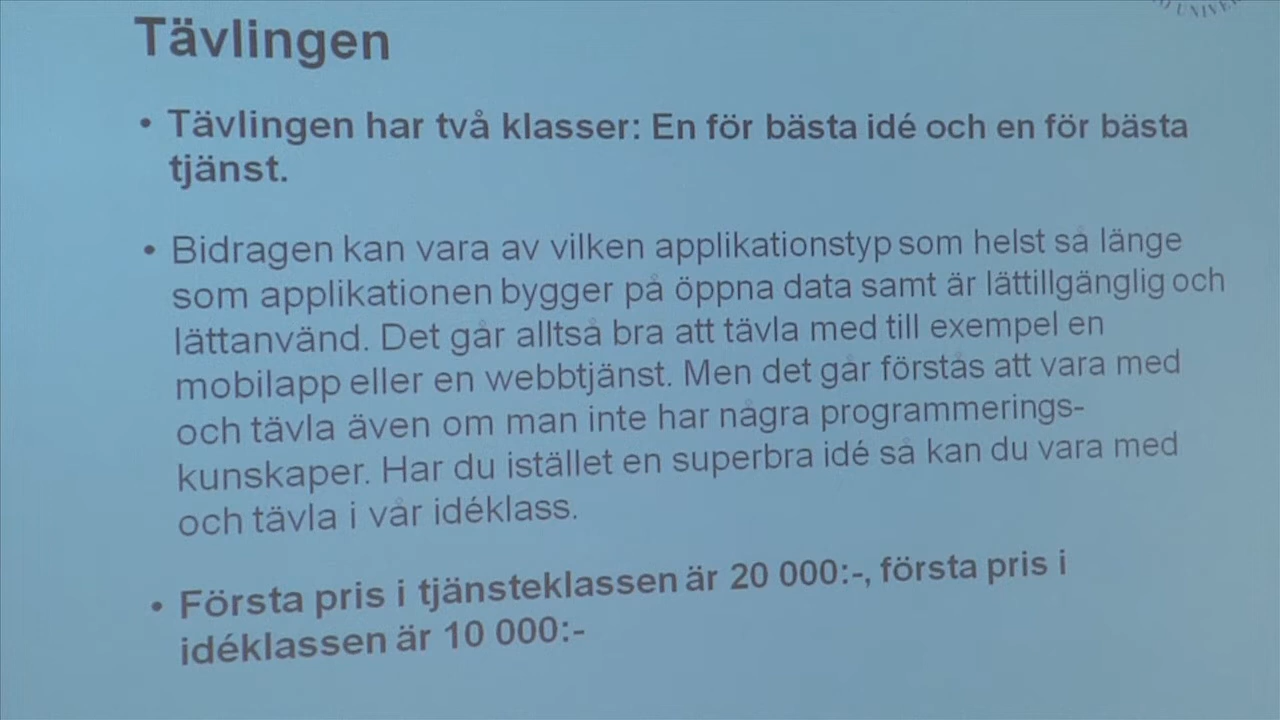 UNIVE
Tävlingen
• Tävlingen har två klasser: En för bästa idé och en för bästa
tjänst.
• Bidragen kan vara av vilken applikationstyp som helst så länge
som applikationen bygger på öppna data samt är lättillgänglig och
lättanvänd. Det går alltså bra att tävla med till exempel en
mobilapp eller en webbtjänst. Men det går förstås att vara med
och tävla även om man inte har några programmerings-
kunskaper. Har du istället en superbra idé så kan du vara med
och tävla i vår idéklass.
• Första pris i tjänsteklassen är 20 000:-, första pris i
idéklassen är 10 000:-